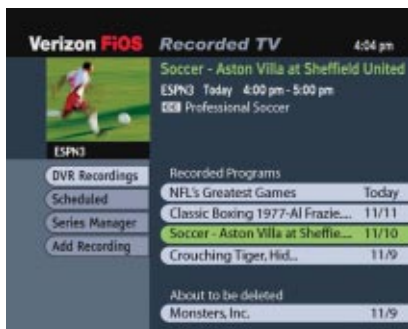 Verizon FiOS Recorded TV 4:04 pm
Soccer - Aston Villa at Sheffield United
ESPN3 Today 4:00 pm - 5:00 pm
CC Professional Soccer
ESPN3
DVR Recordings
Scheduled
Series Manager
Add Recording
Recorded Programs
NFL's Greatest Games Today
Classic Boxing 1977-Al Frazie... 11/11
Soccer - Aston Villa at Sheffie... 11/10
Crouching Tiger, Hid... 11/9
About to be deleted
Monsters, Inc. 11/9